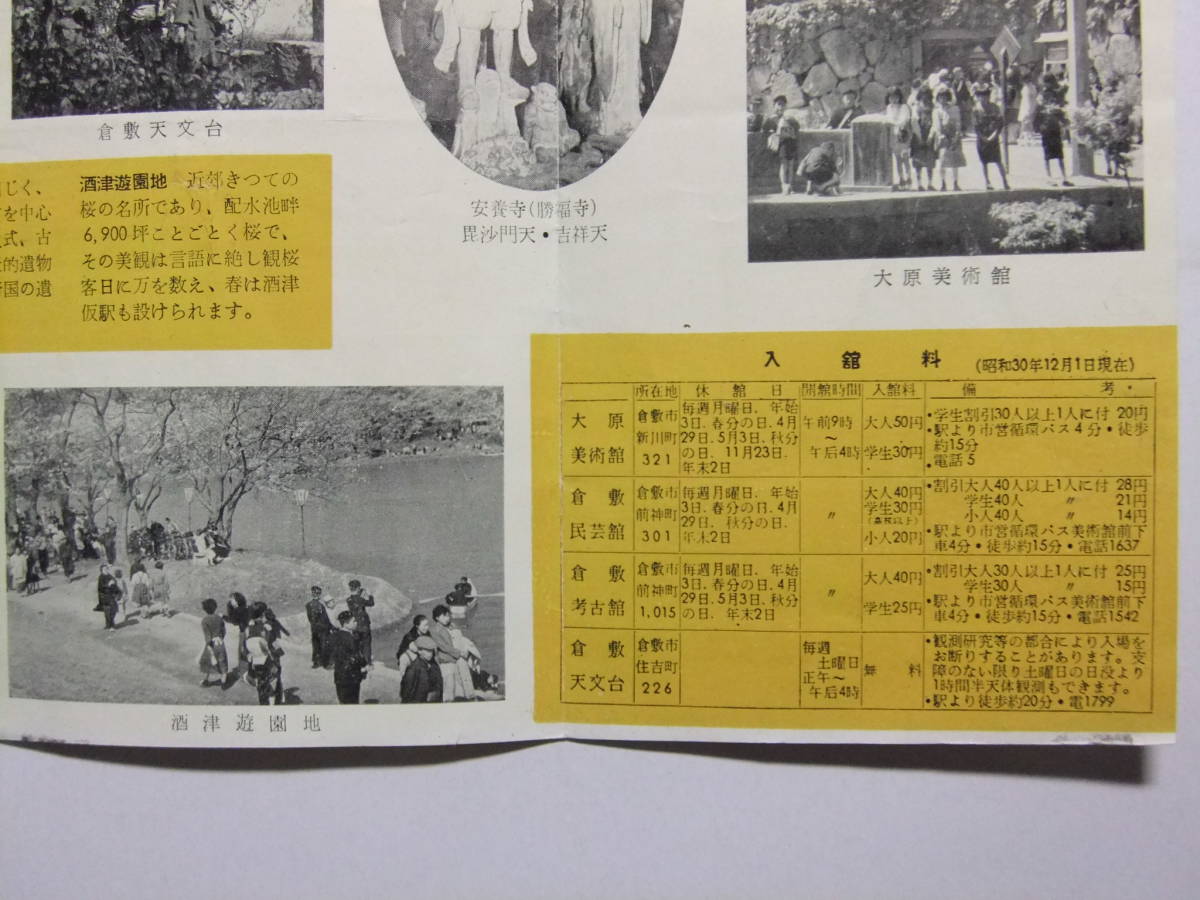 倉敷天文台
安養寺(勝福寺)
毘沙門天・吉祥天
大原美術館
じく、
を中心
式、古
的遺物
国の遺
酒津遊園地 近郊きつての
桜の名所であり、配水池畔
6,900坪ことごとく桜で、
その美観は言語に絶し観桜
客日に万を数え、春は酒津
仮駅も設けられます。
酒津遊園地
入館料 (昭和30年12月1日現在)
所在地 休館日 開館時間 入館料 備考
大原
美術館
倉敷市
新川町
321
毎週月曜日. 年始
3日.春分の日.4月
29日.5月3日.秋分
の日. 11月23日.
年末2日
午前9時
〜
午后4時
大人50円
学生30円
・学生割引30人以上1人に付 20円
・駅より市営循環バス4分・徒歩
約15分
・電話 5
倉敷
民芸館
倉敷市
前神町
301
毎週月曜日. 年始
3日.春分の日.4月
29日. 秋分の日.
年末2日
〃
大人40円
学生30円
(高校以上)
小人20円
・割引大人40人以上1人に付 28円
学生40人 〃 21円
小人40人 〃 14円
・駅より市営循環バス美術館前下
車4分・徒歩約15分・電話1637
倉敷
考古館
倉敷市
前神町
1,015
毎週月曜日. 年始
3日.春分の日.4月
29日.5月3日.秋分
の日. 年末2日
〃
大人40円
学生25円
・割引大人30人以上1人に付 25円
学生30人 〃 15円
・駅より市営循環バス美術館前下
車4分・徒歩約15分・電話1542
倉敷
天文台
倉敷市
住吉町
226
毎週
土曜日
正午〜
午后4時
無料
・観測研究等の都合により入場を
お断りすることがあります。支
障のない限り土曜日の日没より
1時間半天体観測もできます。
・駅より徒歩約20分・電1799